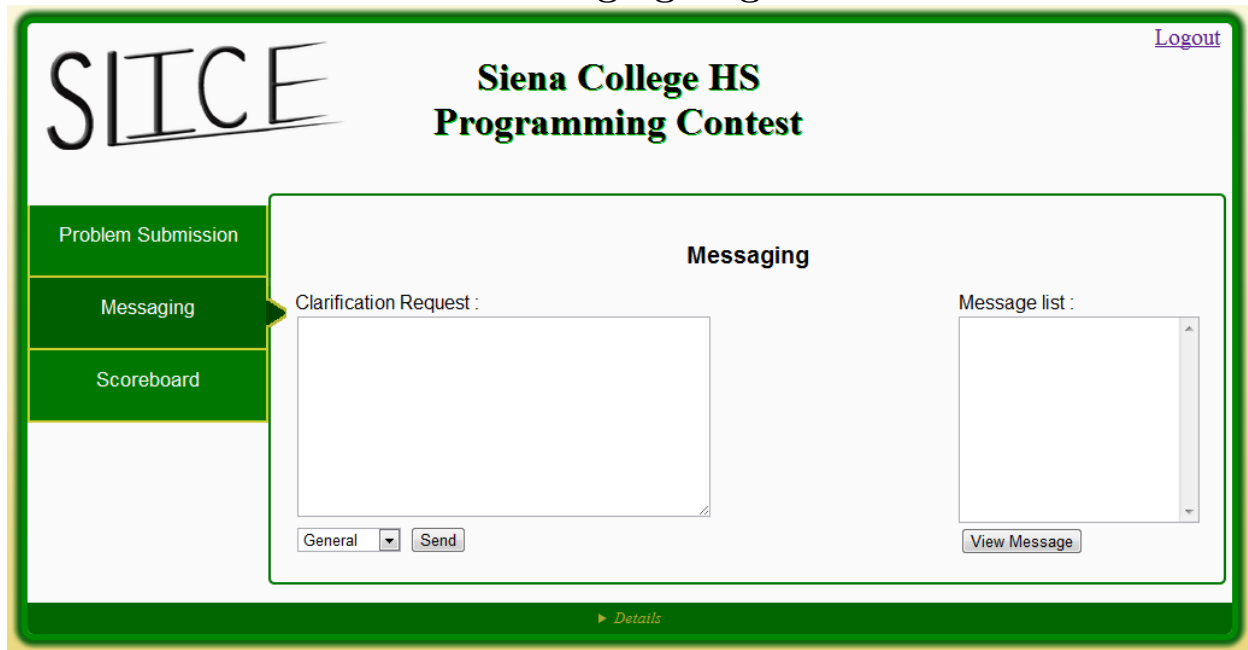 Logout
SLICE
Siena College HS
Programming Contest
Problem Submission
Messaging
Scoreboard
Messaging
Clarification Request :
Message list :
General
Send
View Message
Details